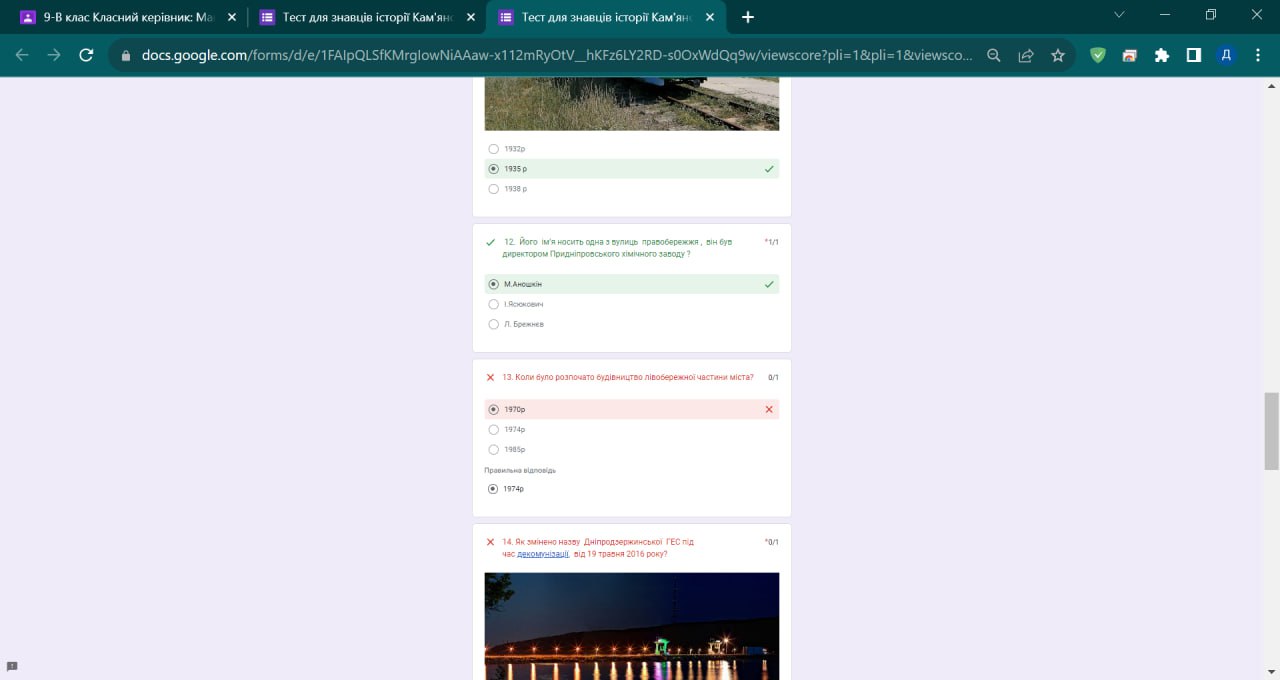 9-В клас Класний керівник: Ма
Тест для знавців історії Кам'янс
Тест для знавців історії Кам'янс
docs.google.com/forms/d/e/1FAIpQLSfKMrgIowNiAAaw-x112mRyOtV__hKFz6LY2RD-s0OxWdQq9w/viewscore?pli=1&pli=1&viewsco...
Д
1932р
1935 р
1938 р
12. Його ім'я носить одна з вулиць правобережжя , він був *1/1
директором Придніпровського хімічного заводу ?
М.Аношкін
І.Ясюкович
Л. Брежнєв
13. Коли було розпочато будівництво лівобережної частини міста? 0/1
1970р
1974р
1985р
Правильна відповідь
1974р
14. Як змінено назву Дніпродзержинської ГЕС під *0/1
час декомунізації, від 19 травня 2016 року?